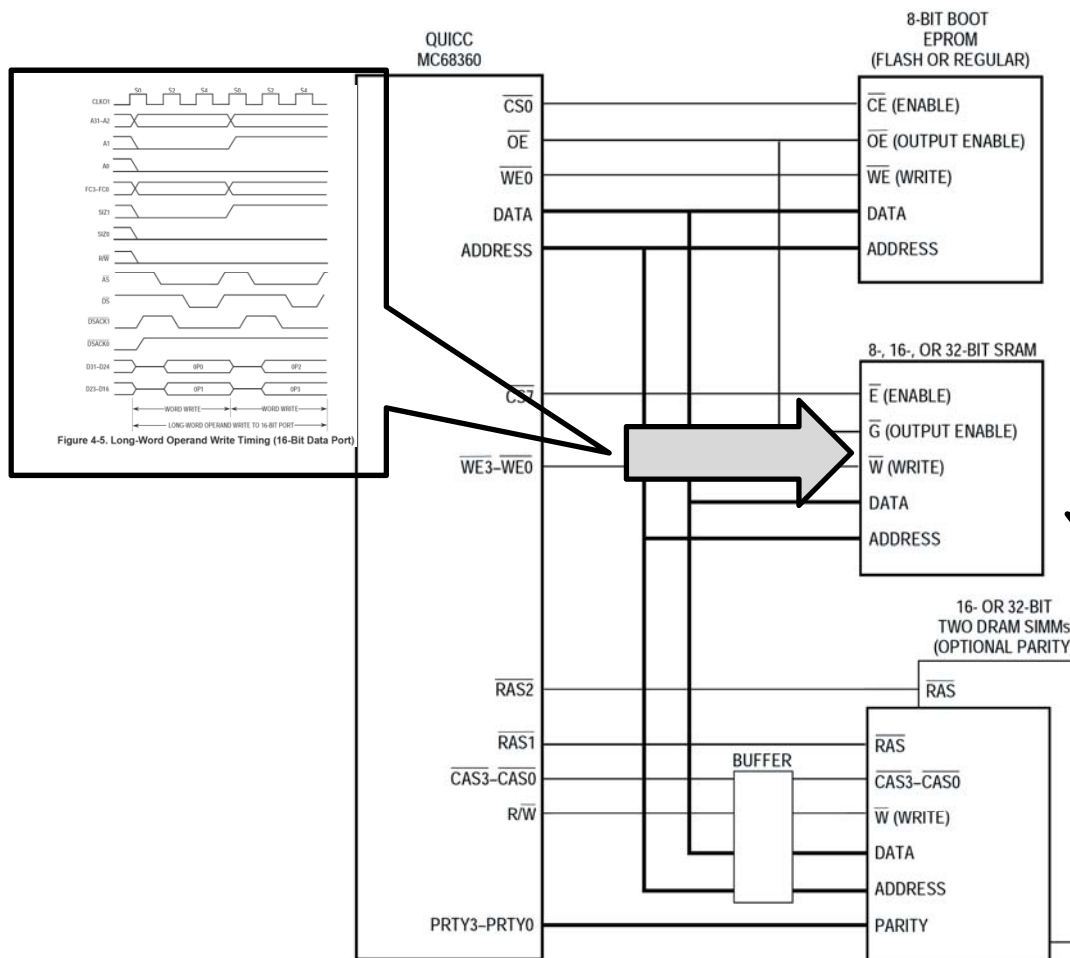 8-BIT BOOT
EPROM
(FLASH OR REGULAR)
QUICC
MC68360
CS0
CE (ENABLE)
OE
OE (OUTPUT ENABLE)
WE0
WE (WRITE)
DATA
DATA
ADDRESS
ADDRESS
S0 S2 S4 S0 S2 S4
CLKO1
A31–A2
A1
A0
FC3–FC0
SIZ1
SIZ0
R/W
AS
DS
DSACK1
DSACK0
D31–D24 0P0 0P2
D23–D16 0P1 0P3
WORD WRITE WORD WRITE
LONG-WORD OPERAND WRITE TO 16-BIT PORT
Figure 4-5. Long-Word Operand Write Timing (16-Bit Data Port)
8-, 16-, OR 32-BIT SRAM
CS7
E (ENABLE)
G (OUTPUT ENABLE)
WE3–WE0
W (WRITE)
DATA
ADDRESS
16- OR 32-BIT
TWO DRAM SIMMs
(OPTIONAL PARITY
RAS2
RAS
RAS1
RAS
BUFFER
CAS3–CAS0
CAS3–CAS0
R/W
W (WRITE)
DATA
ADDRESS
PRTY3–PRTY0
PARITY